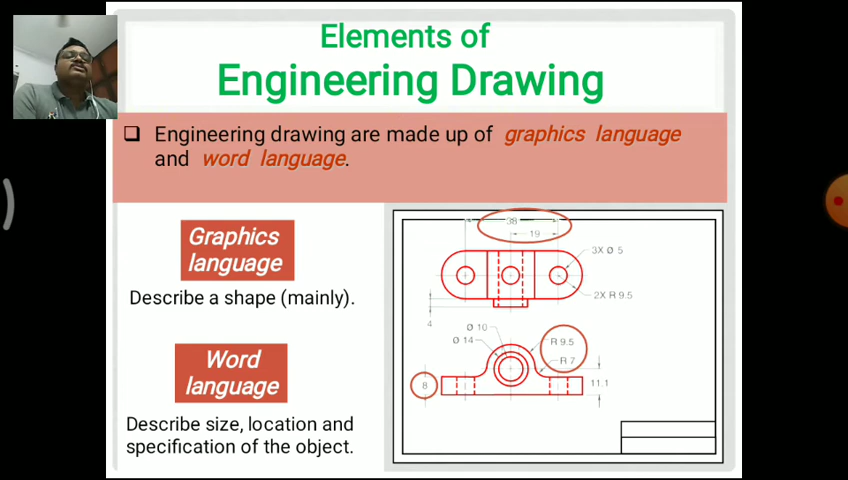 Elements of
Engineering Drawing
Engineering drawing are made up of graphics language
and word language.
Graphics
language
Describe a shape (mainly).
Word
language
Describe size, location and
specification of the object.
38
19
3X Ø 5
2X R 9.5
4
Ø 10
Ø 14
R 9.5
R 7
8
11.1